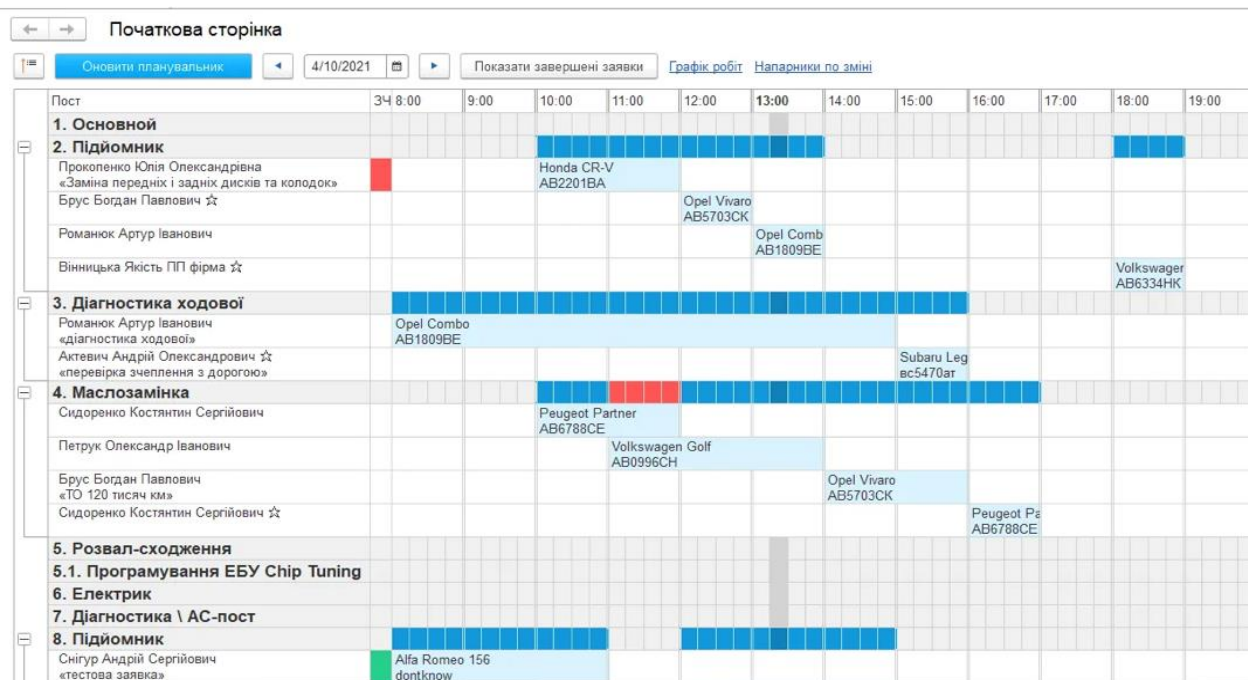 Початкова сторінка
Оновити планувальник 4/10/2021 Показати завершені заявки Графік робіт Напарники по зміні
Пост ЗЧ 8:00 9:00 10:00 11:00 12:00 13:00 14:00 15:00 16:00 17:00 18:00 19:00
1. Основной
2. Підйомник
Прокопенко Юлія Олександрівна Honda CR-V
«Заміна передніх і задніх дисків та колодок» AB2201BA
Брус Богдан Павлович ☆ Opel Vivaro
AB5703CK
Романюк Артур Іванович Opel Comb
AB1809BE
Вінницька Якість ПП фірма ☆ Volkswager
AB6334HK
3. Діагностика ходової
Романюк Артур Іванович Opel Combo
«діагностика ходової» AB1809BE
Актевич Андрій Олександрович ☆ Subaru Leg
«перевірка зчеплення з дорогою» вс5470ат
4. Маслозамінка
Сидоренко Костянтин Сергійович Peugeot Partner
AB6788CE
Петрук Олександр Іванович Volkswagen Golf
AB0996CH
Брус Богдан Павлович Opel Vivaro
«ТО 120 тисяч км» AB5703CK
Сидоренко Костянтин Сергійович ☆ Peugeot Pa
AB6788CE
5. Розвал-сходження
5.1. Програмування ЕБУ Chip Tuning
6. Електрик
7. Діагностика \ АС-пост
8. Підйомник
Снігур Андрій Сергійович Alfa Romeo 156
«тестова заявка» dontknow